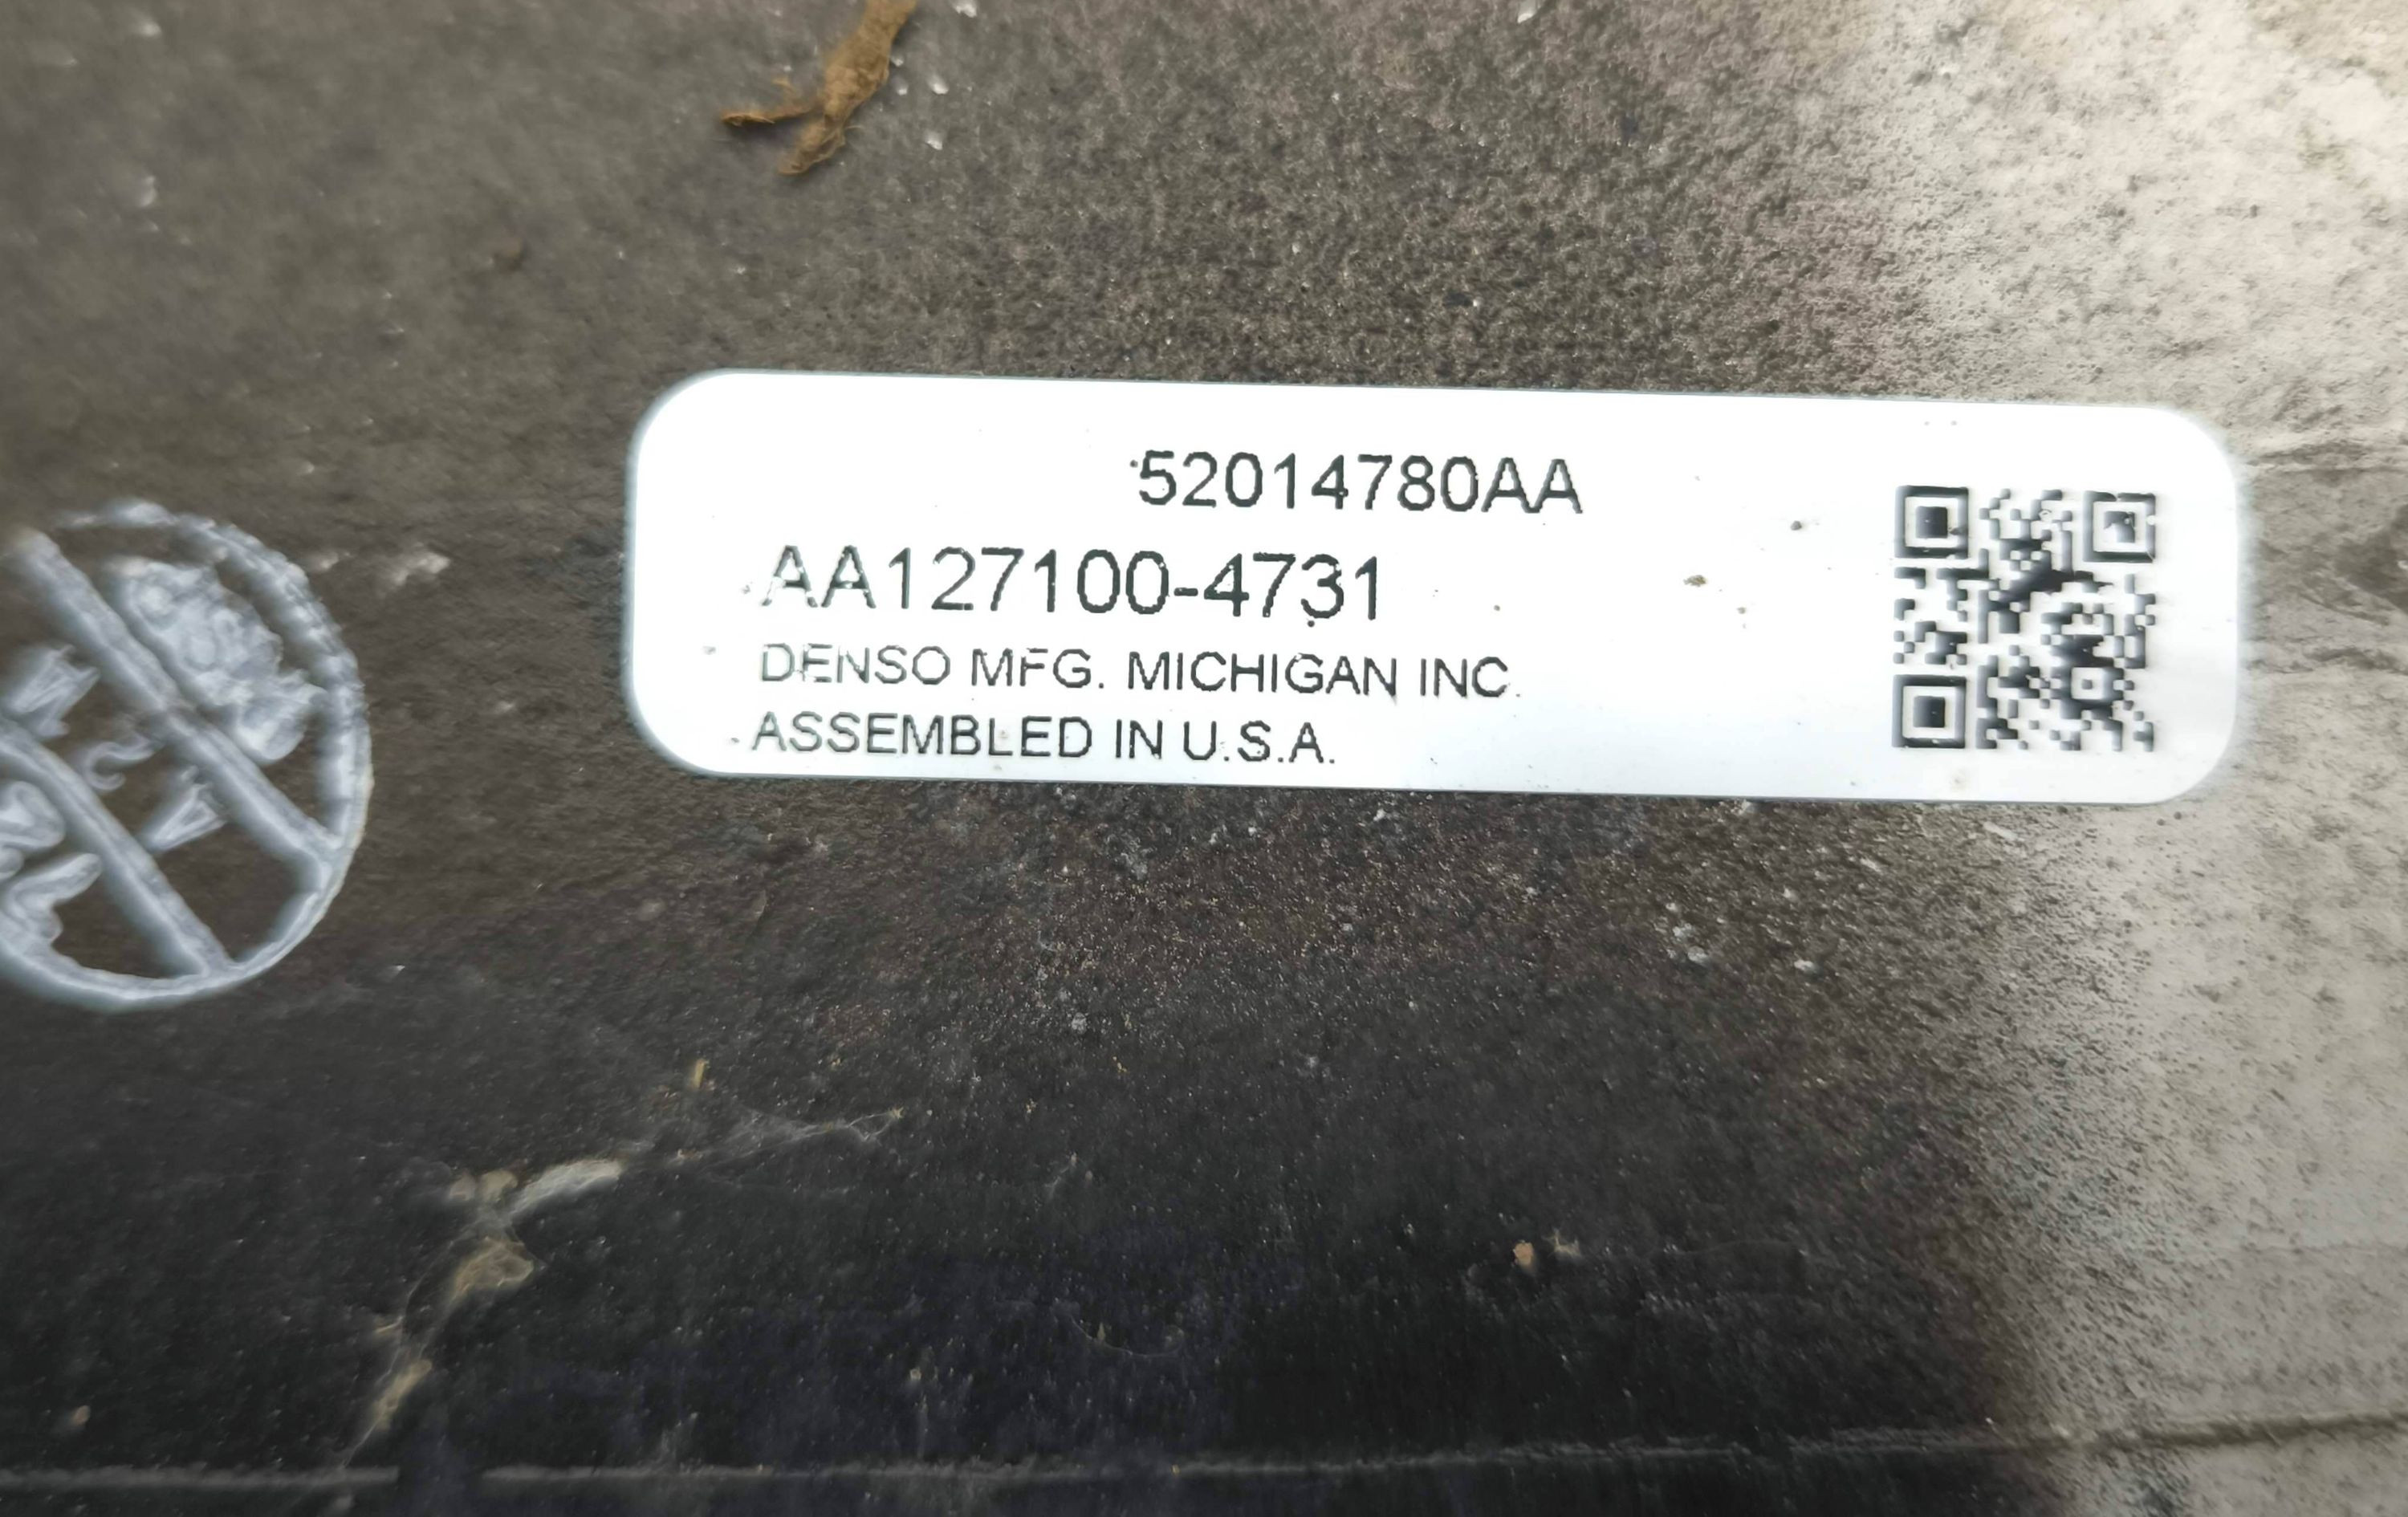 52014780AA
AA127100-4731
DENSO MFG. MICHIGAN INC.
ASSEMBLED IN U.S.A.